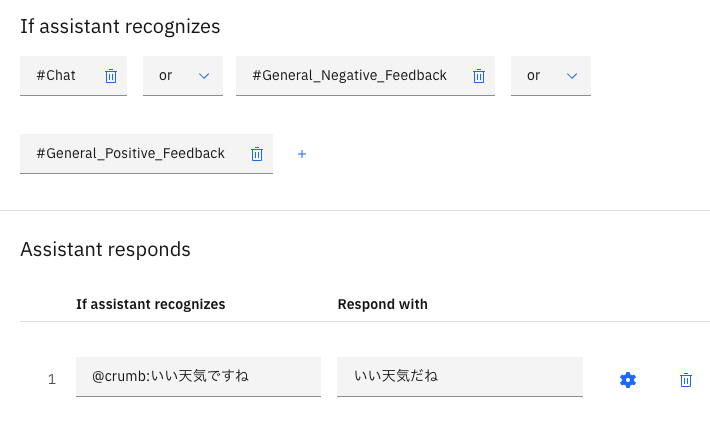 If assistant recognizes
#Chat or #General_Negative_Feedback or
#General_Positive_Feedback
Assistant responds
If assistant recognizes Respond with
1 @crumb:いい天気ですね いい天気だね